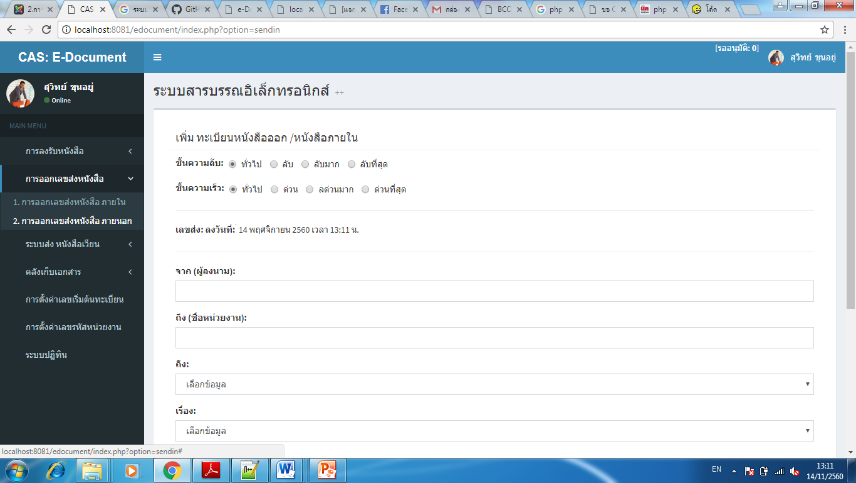 2.กา
CAS
ระบบ
GitH
e-D
loca
[แจก
Face
กล่อ
BCC
php
ขอ C
php
โค้ด
localhost:8081/edocument/index.php?option=sendin
CAS: E-Document
[รออนุมัติ: 0]
สุวิทย์ ขุนอยู่
สุวิทย์ ขุนอยู่
Online
MAIN MENU
การลงรับหนังสือ
การออกเลขส่งหนังสือ
1. การออกเลขส่งหนังสือ ภายใน
2. การออกเลขส่งหนังสือ ภายนอก
ระบบส่ง หนังสือเวียน
คลังเก็บเอกสาร
การตั้งค่าเลขเริ่มต้นทะเบียน
การตั้งค่าเลขรหัสหน่วยงาน
ระบบปฏิทิน
ระบบสารบรรณอิเล็กทรอนิกส์ ++
เพิ่ม ทะเบียนหนังสือออก /หนังสือภายใน
ชั้นความลับ: ทั่วไป ลับ ลับมาก ลับที่สุด
ชั้นความเร็ว: ทั่วไป ด่วน ลด่วนมาก ด่วนที่สุด
เลขส่ง: ลงวันที่: 14 พฤศจิกายน 2560 เวลา 13:11 น.
จาก (ผู้ลงนาม):
ถึง (ชื่อหน่วยงาน):
ถึง:
เลือกข้อมูล
เรื่อง:
เลือกข้อมูล
localhost:8081/edocument/index.php?option=sendin#
EN
13:11
14/11/2560